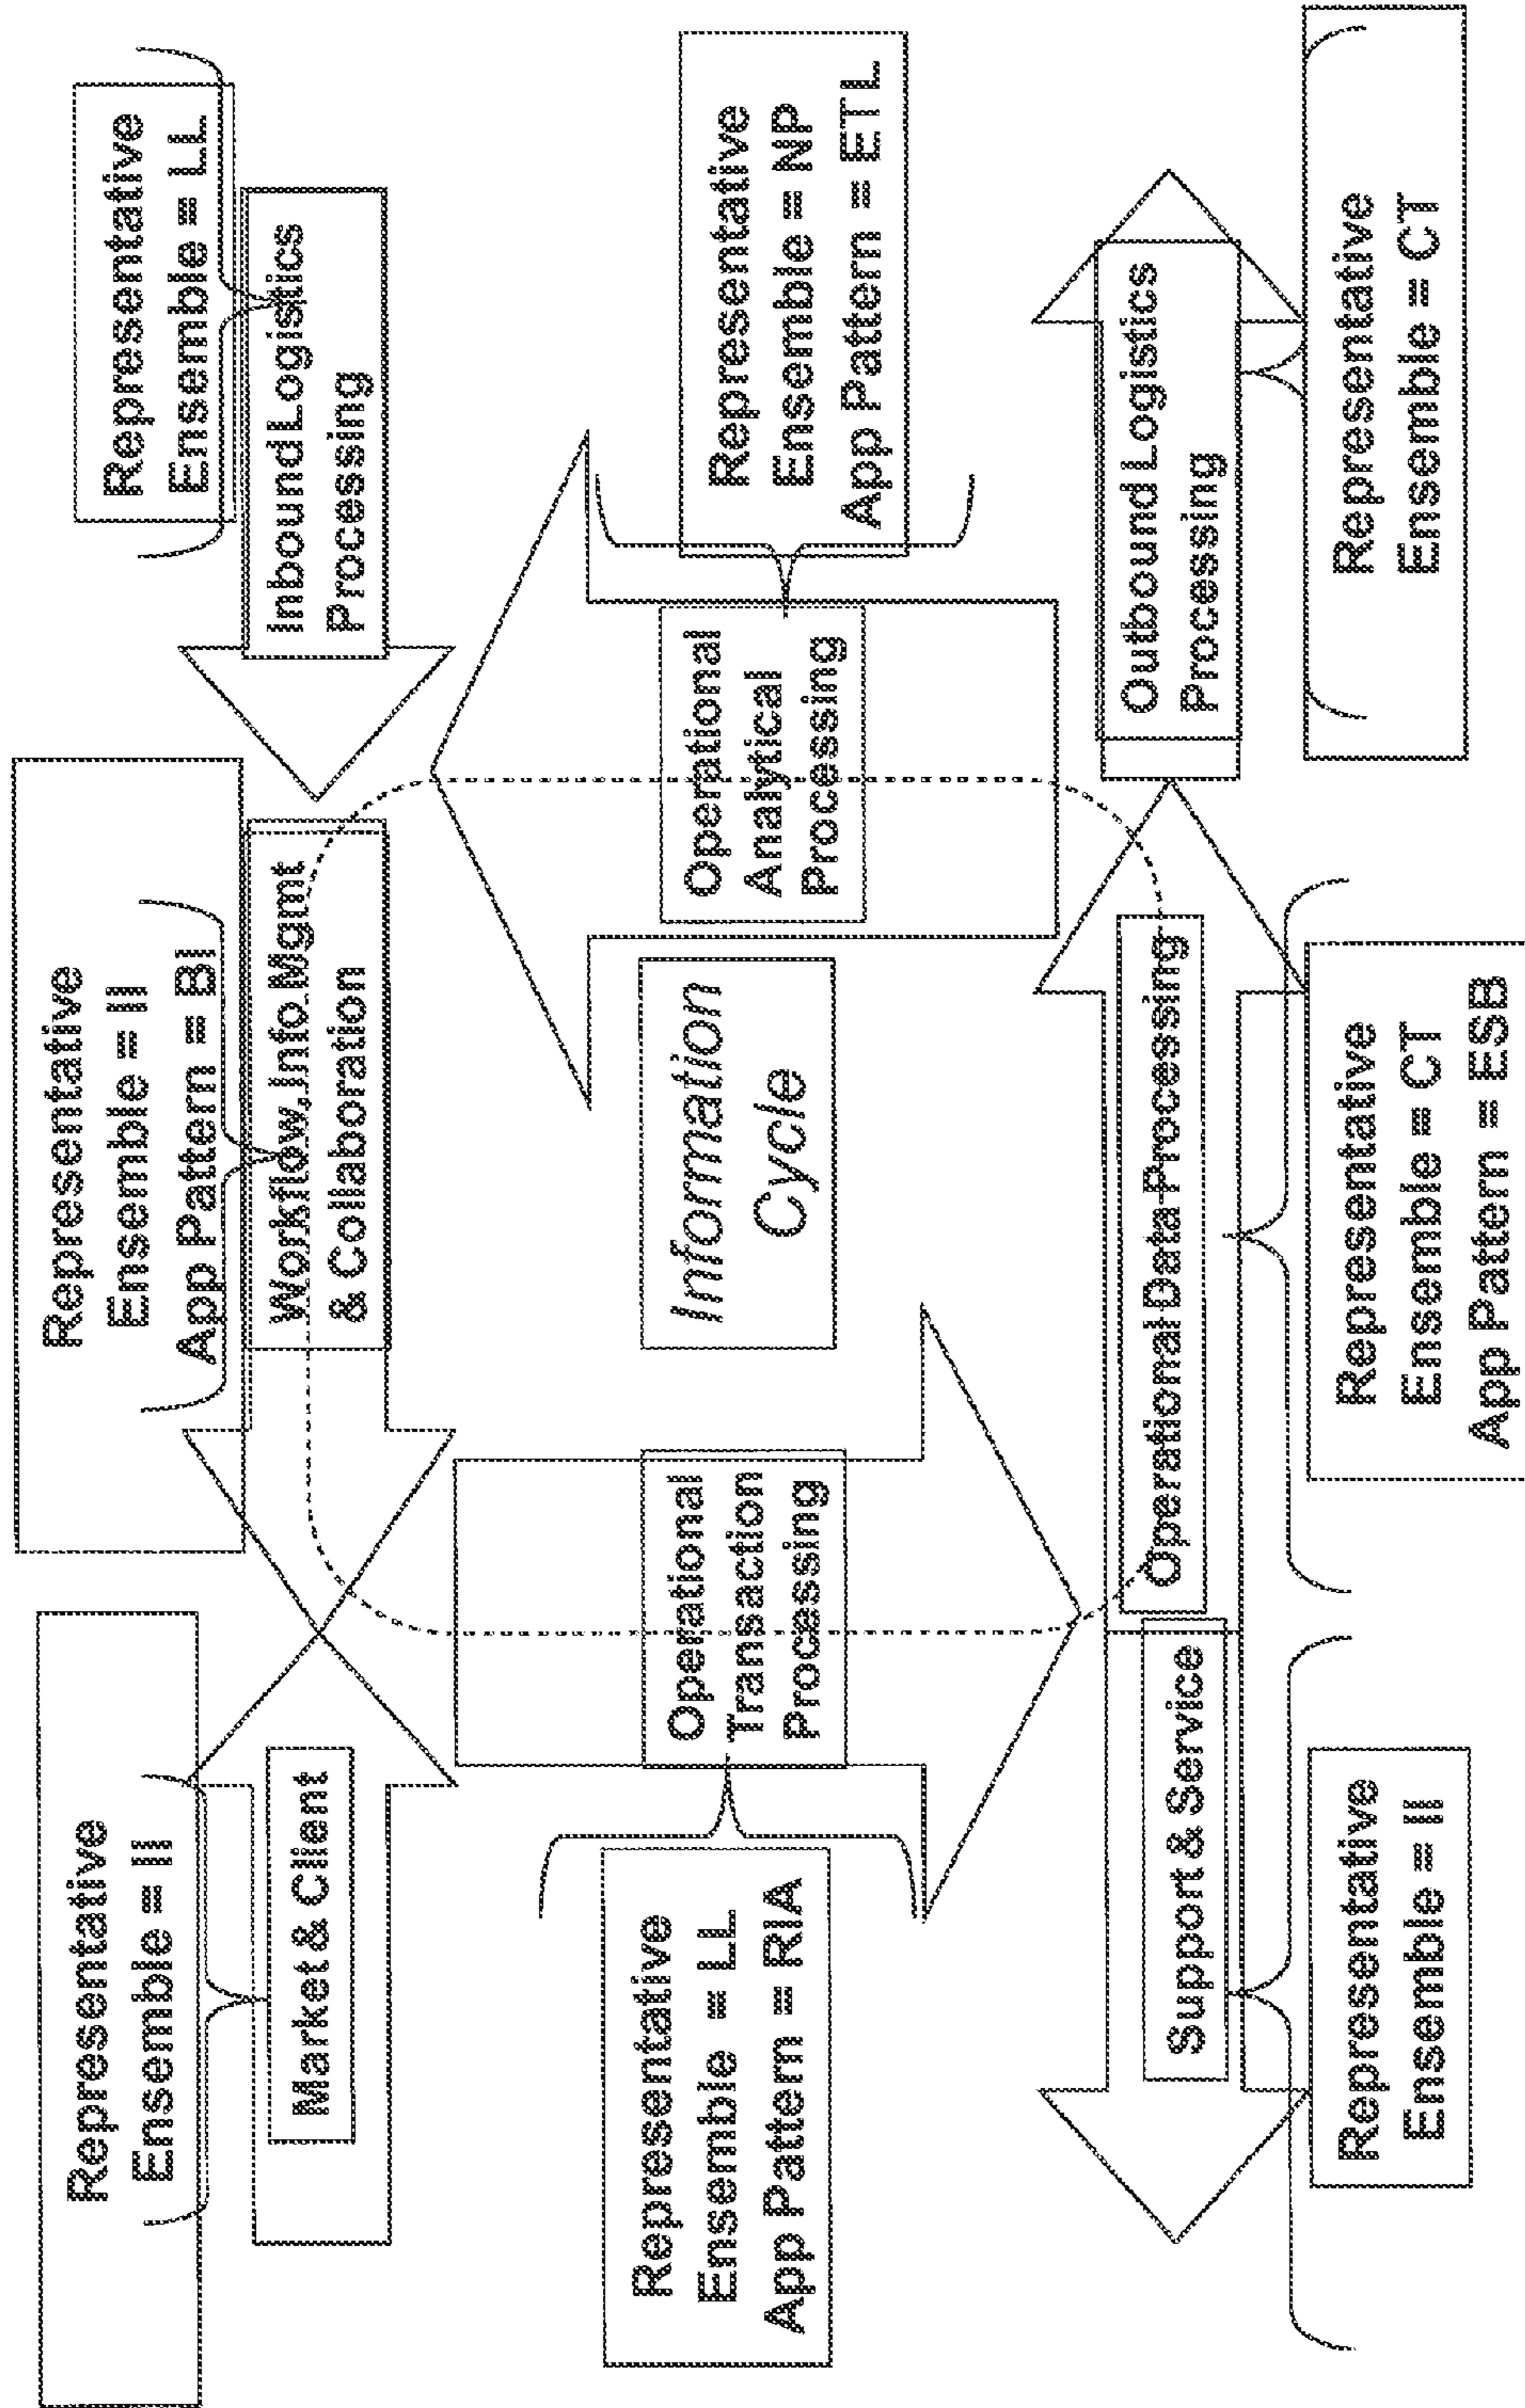 Representative
Ensemble = II
Market & Client
Representative
Ensemble = II
App Pattern = BI
Workflow, Info Mgmt
& Collaboration
Representative
Ensemble = LL
Inbound Logistics
Processing
Representative
Ensemble = LL
App Pattern = RIA
Operational
Transaction
Processing
Information
Cycle
Operational
Analytical
Processing
Representative
Ensemble = NP
App Pattern = ETL
Support & Service
Representative
Ensemble = II
Operational Data Processing
Representative
Ensemble = CT
App Pattern = ESB
Outbound Logistics
Processing
Representative
Ensemble = CT